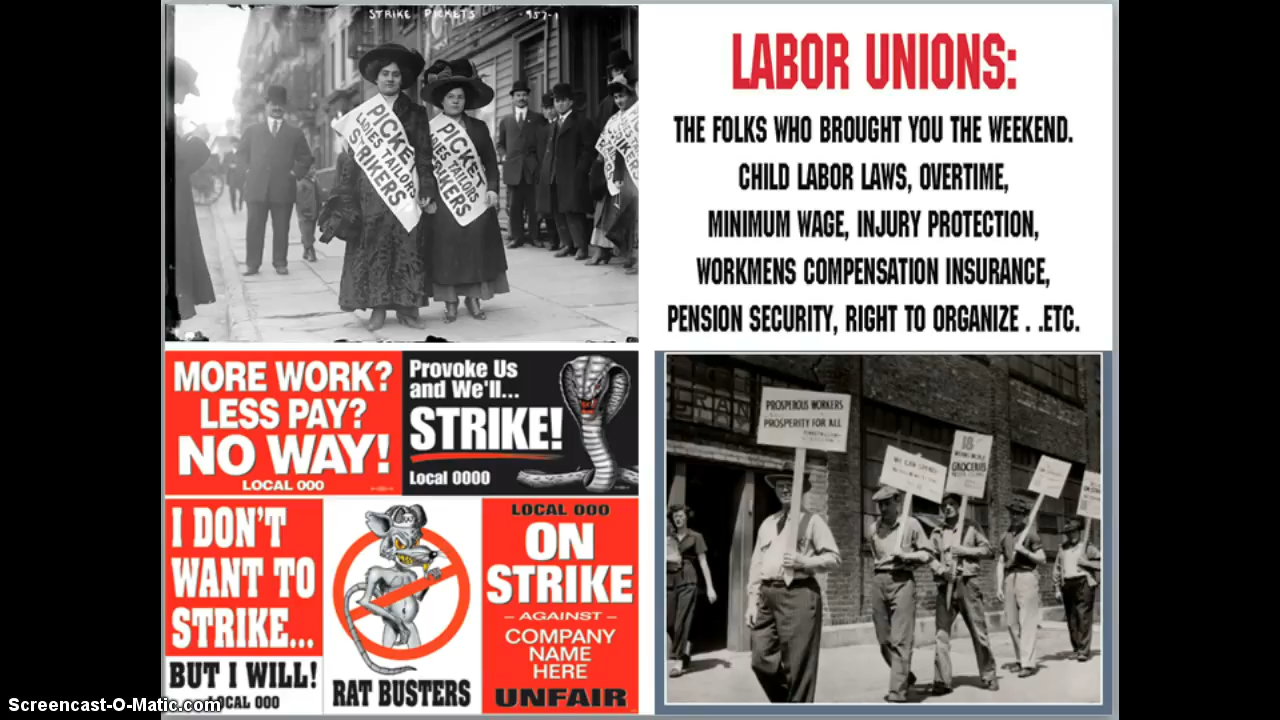 STRIKE PICKETS 957-1
PICKET
LADIES TAILORS
STRIKERS
PICKET
LADIES TAILORS
STRIKERS
LABOR UNIONS:
THE FOLKS WHO BROUGHT YOU THE WEEKEND.
CHILD LABOR LAWS, OVERTIME,
MINIMUM WAGE, INJURY PROTECTION,
WORKMENS COMPENSATION INSURANCE,
PENSION SECURITY, RIGHT TO ORGANIZE . .ETC.
MORE WORK?
LESS PAY?
NO WAY!
LOCAL 000
Provoke Us
and We'll...
STRIKE!
Local 0000
I DON'T
WANT TO
STRIKE...
BUT I WILL!
LOCAL 000
RAT BUSTERS
LOCAL 000
ON
STRIKE
– AGAINST –
COMPANY
NAME
HERE
UNFAIR
PROSPEROUS WORKERS
PROSPERITY FOR ALL
GROCERIES
Screencast-O-Matic.com